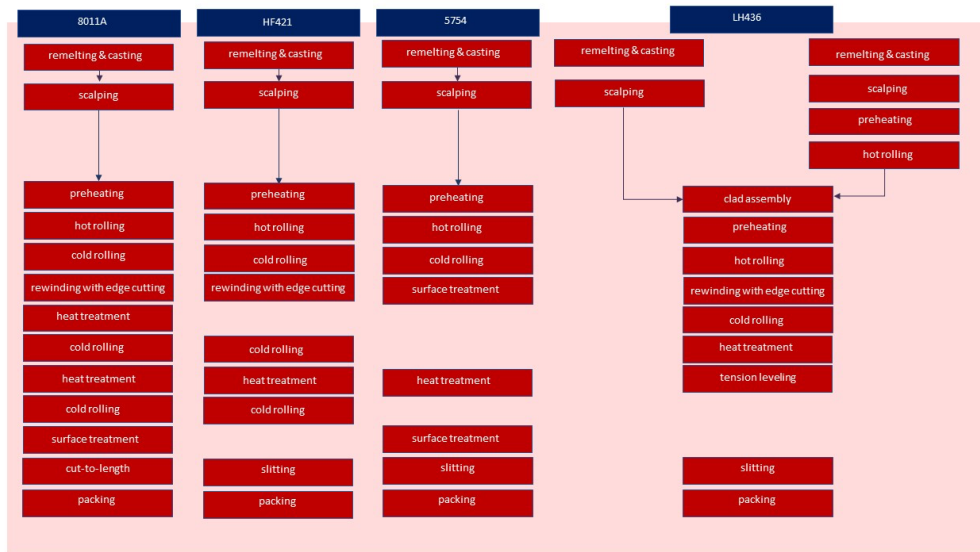 8011A
remelting & casting
scalping
preheating
hot rolling
cold rolling
rewinding with edge cutting
heat treatment
cold rolling
heat treatment
cold rolling
surface treatment
cut-to-length
packing
HF421
remelting & casting
scalping
preheating
hot rolling
cold rolling
rewinding with edge cutting
cold rolling
heat treatment
cold rolling
slitting
packing
5754
remelting & casting
scalping
preheating
hot rolling
cold rolling
surface treatment
heat treatment
surface treatment
slitting
packing
LH436
remelting & casting
scalping
remelting & casting
scalping
preheating
hot rolling
clad assembly
preheating
hot rolling
rewinding with edge cutting
cold rolling
heat treatment
tension leveling
slitting
packing